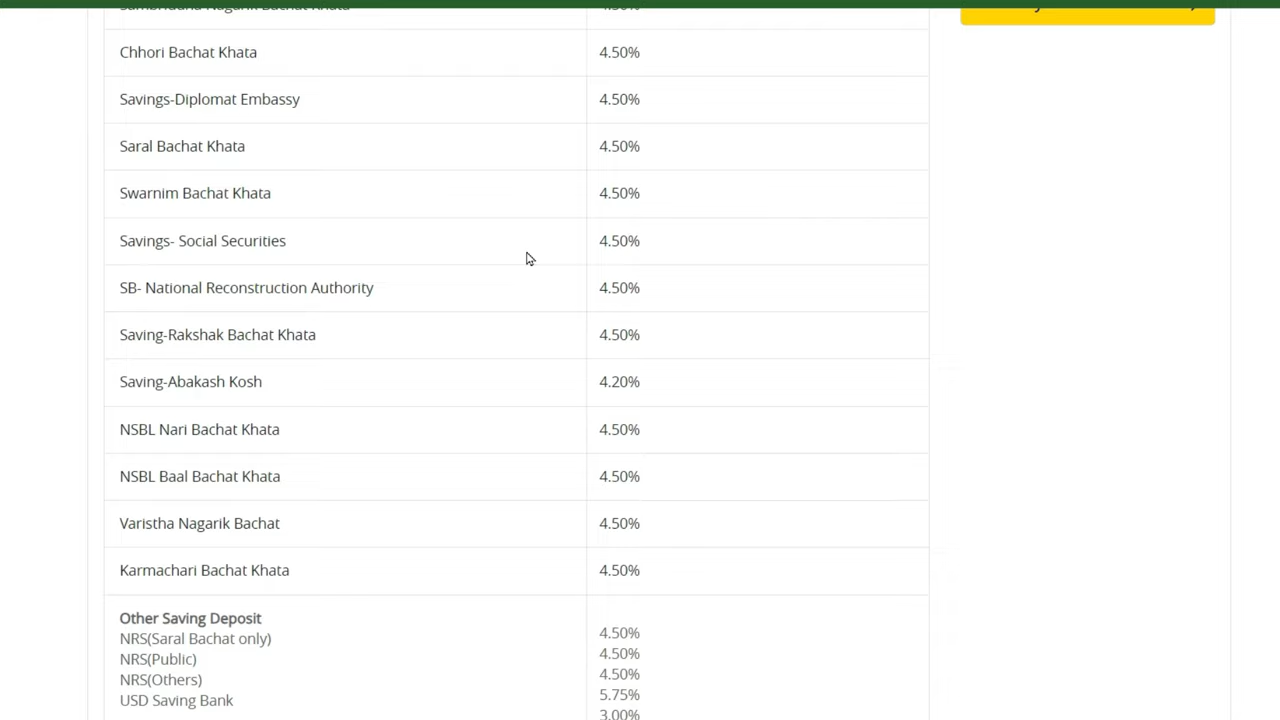 Chhori Bachat Khata 4.50%
Savings-Diplomat Embassy 4.50%
Saral Bachat Khata 4.50%
Swarnim Bachat Khata 4.50%
Savings- Social Securities 4.50%
SB- National Reconstruction Authority 4.50%
Saving-Rakshak Bachat Khata 4.50%
Saving-Abakash Kosh 4.20%
NSBL Nari Bachat Khata 4.50%
NSBL Baal Bachat Khata 4.50%
Varistha Nagarik Bachat 4.50%
Karmachari Bachat Khata 4.50%
Other Saving Deposit
NRS(Saral Bachat only) 4.50%
NRS(Public) 4.50%
NRS(Others) 4.50%
USD Saving Bank 5.75%
3.00%